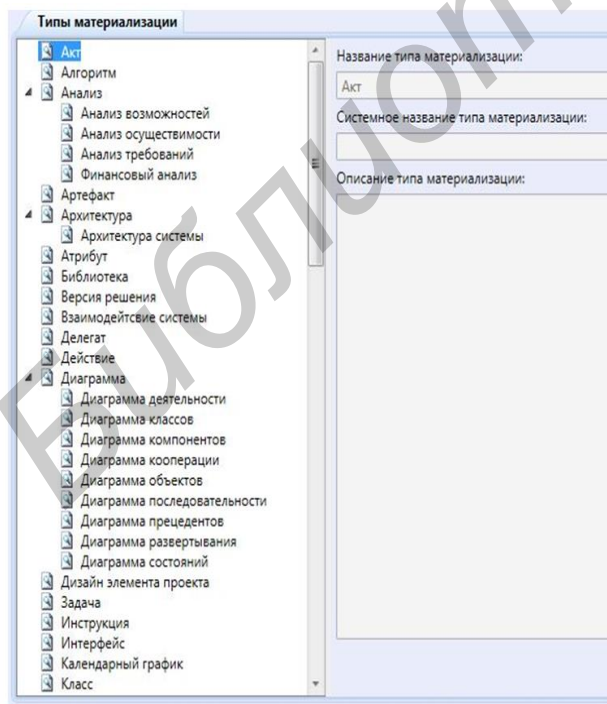 Типы материализации
Акт
Алгоритм
Анализ
Анализ возможностей
Анализ осуществимости
Анализ требований
Финансовый анализ
Артефакт
Архитектура
Архитектура системы
Атрибут
Библиотека
Версия решения
Взаимодейтсвие системы
Делегат
Действие
Диаграмма
Диаграмма деятельности
Диаграмма классов
Диаграмма компонентов
Диаграмма кооперации
Диаграмма объектов
Диаграмма последовательности
Диаграмма прецедентов
Диаграмма развертывания
Диаграмма состояний
Дизайн элемента проекта
Задача
Инструкция
Интерфейс
Календарный график
Класс
Название типа материализации:
Акт
Системное название типа материализации:
Описание типа материализации:
Библиот